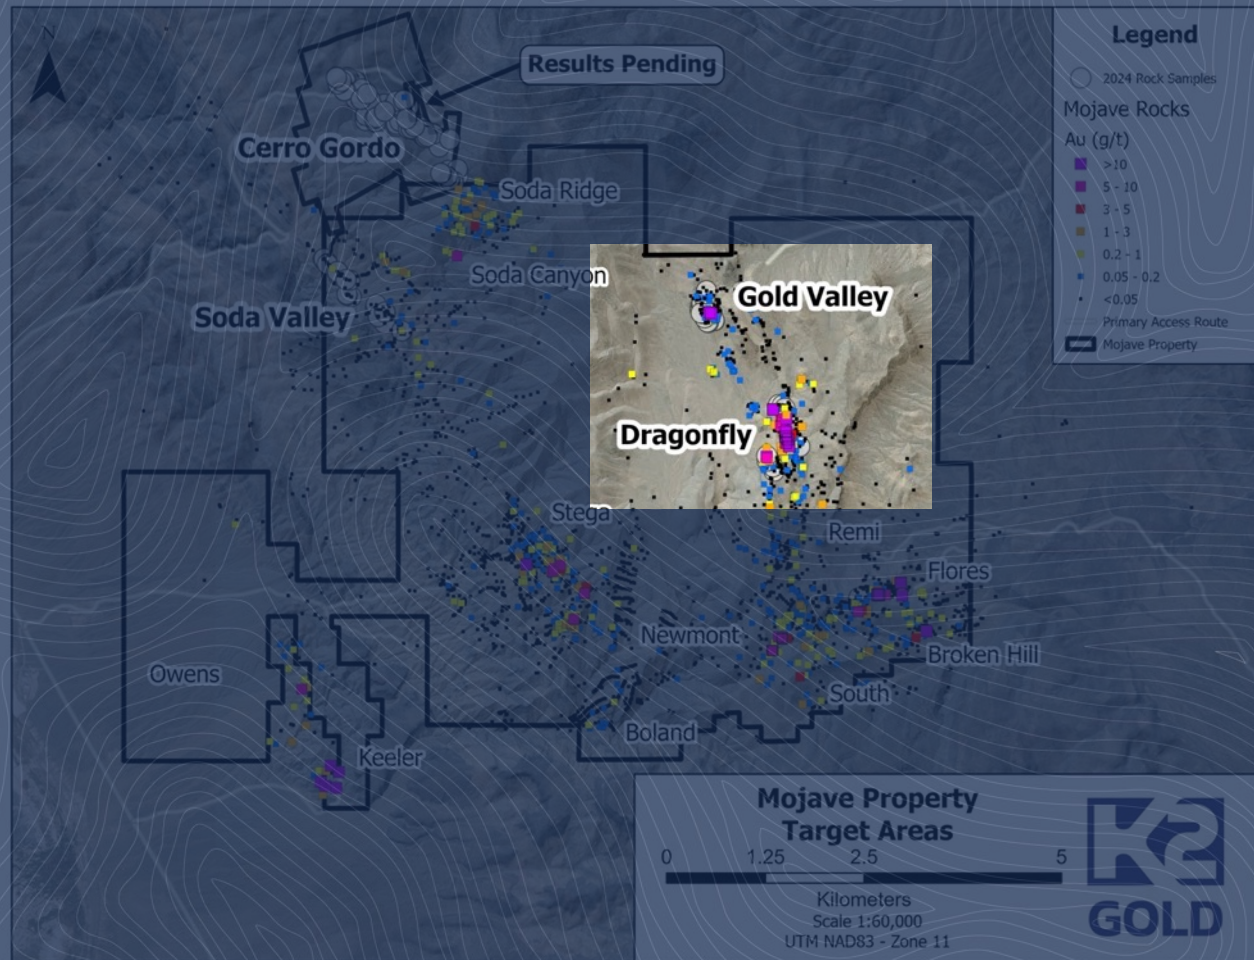 N
Results Pending
Cerro Gordo
Soda Ridge
Soda Canyon
Soda Valley
Gold Valley
Dragonfly
Stega
Remi
Flores
Newmont
Broken Hill
Owens
South
Boland
Keeler
Legend
2024 Rock Samples
Mojave Rocks
Au (g/t)
>10
5 - 10
3 - 5
1 - 3
0.2 - 1
0.05 - 0.2
<0.05
Primary Access Route
Mojave Property
Mojave Property
Target Areas
0 1.25 2.5 5
Kilometers
Scale 1:60,000
UTM NAD83 - Zone 11
K2
GOLD